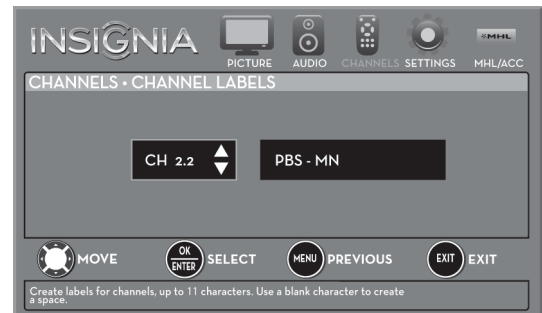 INSIGNIA
PICTURE AUDIO CHANNELS SETTINGS MHL MHL/ACC
CHANNELS • CHANNEL LABELS
CH 2.2 PBS - MN
MOVE OK ENTER SELECT MENU PREVIOUS EXIT EXIT
Create labels for channels, up to 11 characters. Use a blank character to create
a space.